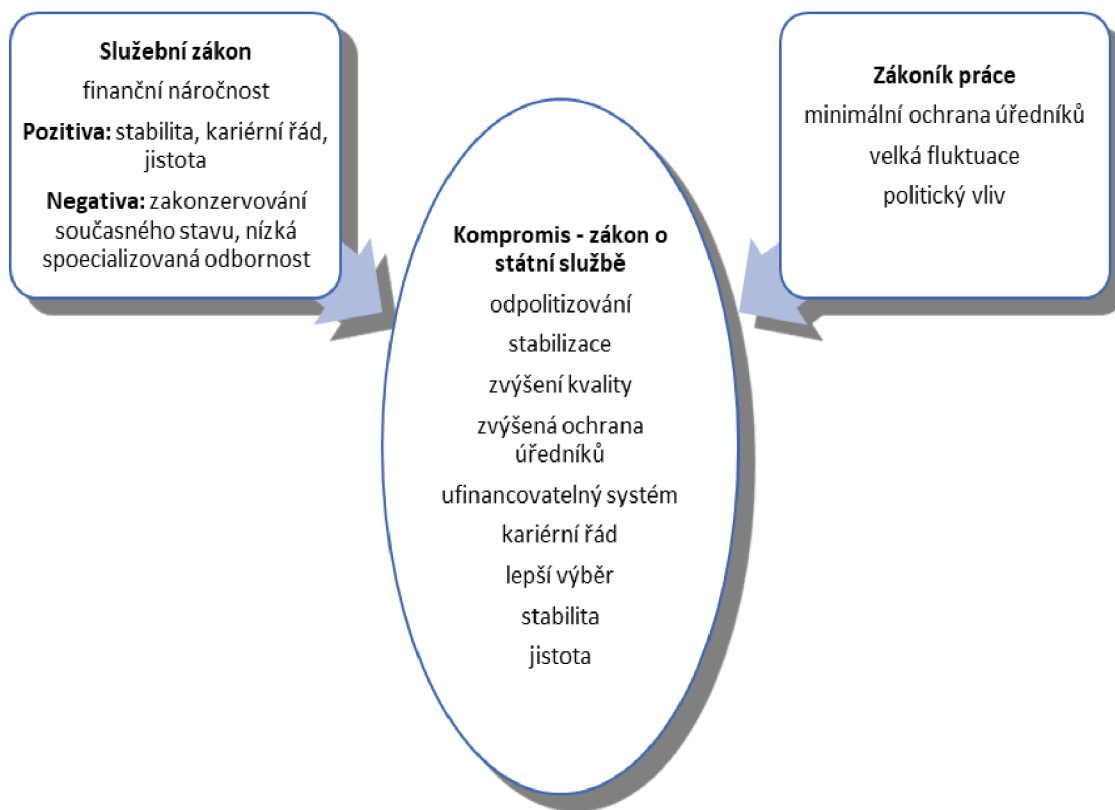 Služební zákon
finanční náročnost
Pozitiva: stabilita, kariérní řád,
jistota
Negativa: zakonzervování
současného stavu, nízká
spoecializovaná odbornost
Zákoník práce
minimální ochrana úředníků
velká fluktuace
politický vliv
Kompromis - zákon o
státní službě
odpolitizování
stabilizace
zvýšení kvality
zvýšená ochrana
úředníků
ufinancovatelný systém
kariérní řád
lepší výběr
stabilita
jistota